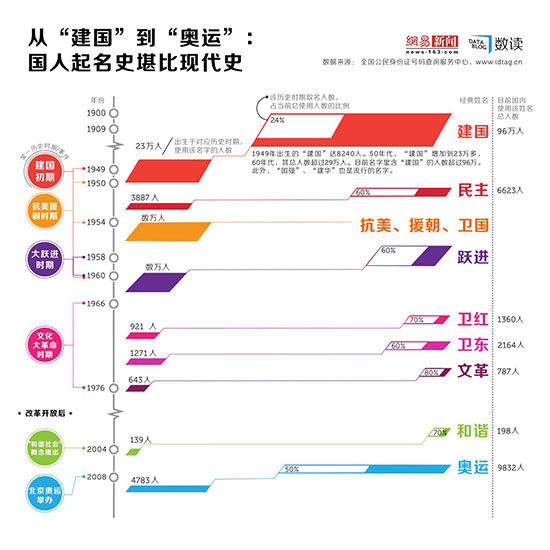 从“建国”到“奥运”：
国人起名史堪比现代史
網易 新闻
news·163.com
DATA BLOG 数读
数据来源： 全国公民身份证号码查询服务中心，www.idtag.cn
年份
该历史时期取名人数，
占当前总使用人数的比例
经典姓名
目前国内
使用该姓名
人数
1900
1909
24%
建国
96万人
23万人
出生于对应历史时期，
使用该名字的人数
1949年出生的“建国”达8240人。50年代，“建国”增加到23万多，
60年代，其总人数超过29万人。目前名字里含“建国”的人数超过96万。
此外，“国强”、“建华”也是流行的名字。
某一历史时期/事件
建国
初期
1949
1950
3887 人
60%
民主
6623人
抗美援
朝时期
1954
数万人
抗美、援朝、卫国
大跃进
时期
1958
1960
数万人
60%
跃进
1966
文化
大革命
时期
921 人
70%
卫红
1360人
1271人
60%
卫东
2164人
1976
643人
80%
文革
787人
• 改革开放后 •
“和谐社会”
概念提出
2004
139人
70%
和谐
198人
北京奥运
举办
2008
4783人
50%
奥运
9832人